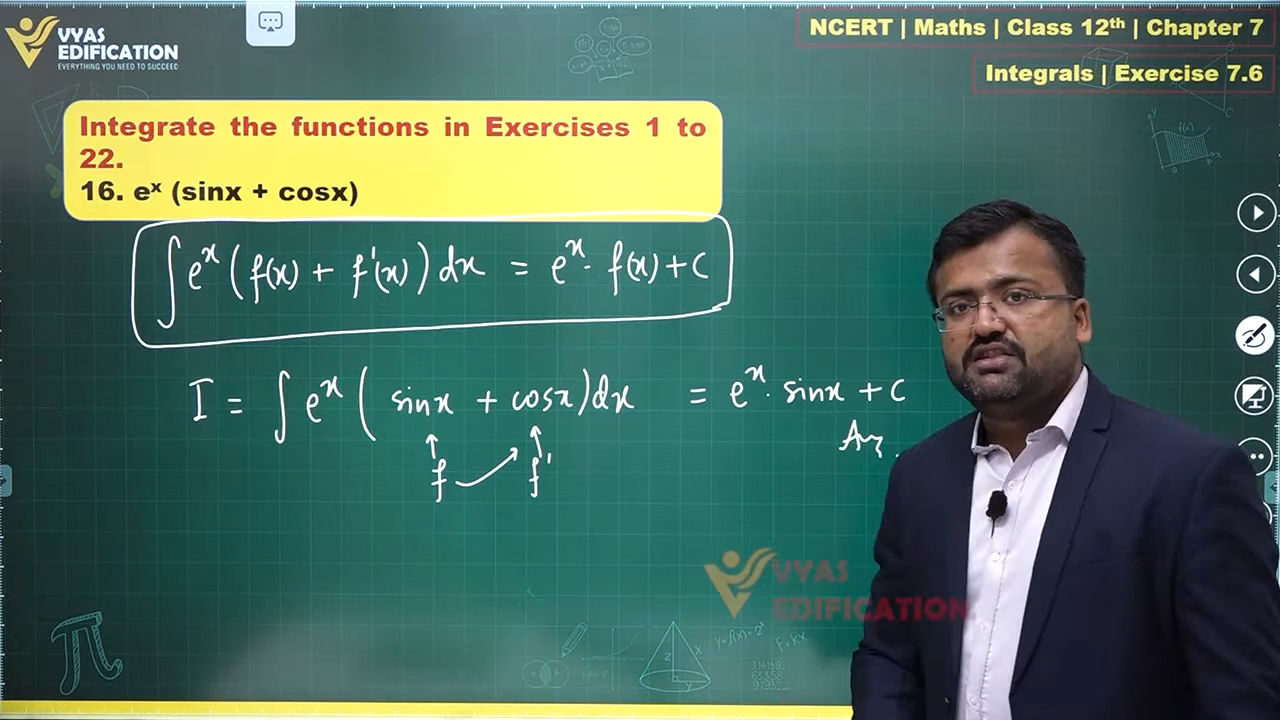 VYAS
EDIFICATION
EVERYTHING YOU NEED TO SUCCEED
NCERT | Maths | Class 12th | Chapter 7
Integrals | Exercise 7.6
Integrate the functions in Exercises 1 to
22.
16. eˣ (sinx + cosx)
∫eˣ (f(x) + f'(x)) dx = eˣ. f(x) + C
I = ∫ eˣ ( sinx + cosx) dx = eˣ. sinx + C
Ans.
f f'
VYAS
EDIFICATION